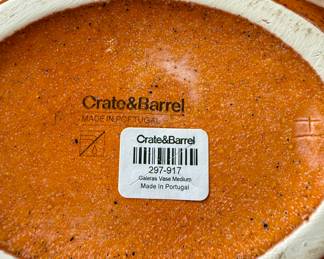 Crate&Barrel
MADE IN PORTUGAL
Crate&Barrel
297-917
Galeras Vase Medium
Made In Portugal